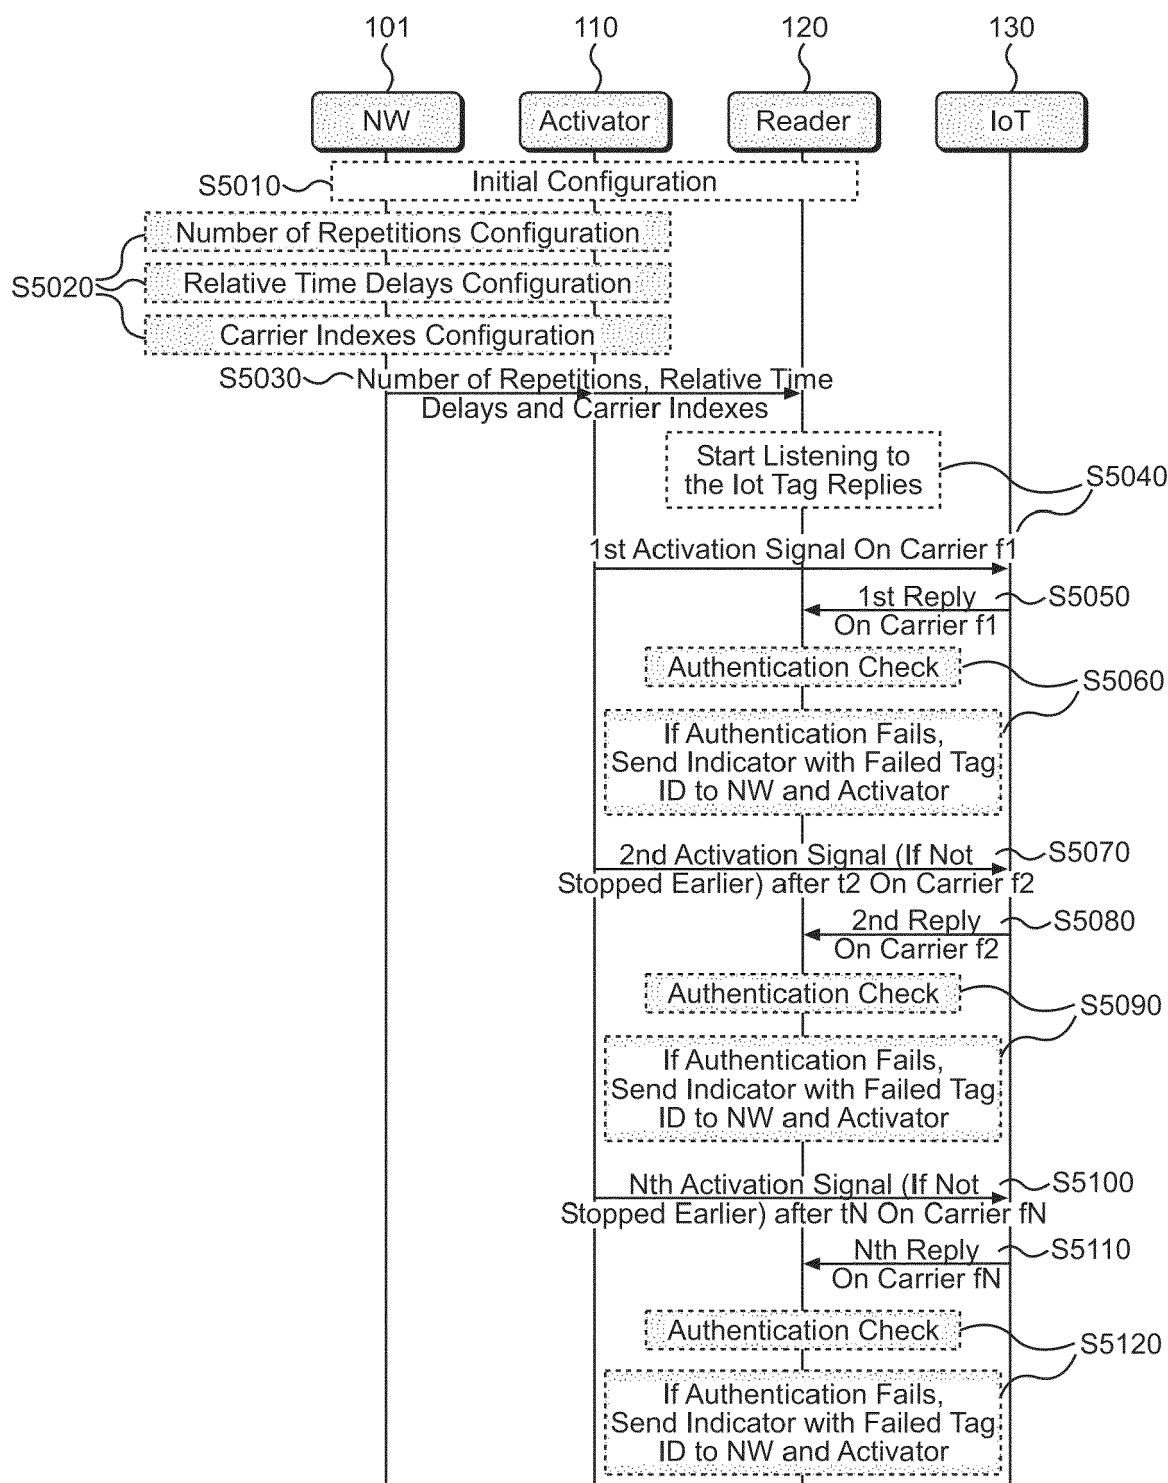 101 110 120 130
NW Activator Reader IoT
S5010 Initial Configuration
Number of Repetitions Configuration
S5020 Relative Time Delays Configuration
Carrier Indexes Configuration
S5030 Number of Repetitions, Relative Time
Delays and Carrier Indexes
Start Listening to
the Iot Tag Replies
S5040
1st Activation Signal On Carrier f1
1st Reply S5050
On Carrier f1
Authentication Check
S5060
If Authentication Fails,
Send Indicator with Failed Tag
ID to NW and Activator
2nd Activation Signal (If Not S5070
Stopped Earlier) after t2 On Carrier f2
2nd Reply S5080
On Carrier f2
Authentication Check
S5090
If Authentication Fails,
Send Indicator with Failed Tag
ID to NW and Activator
Nth Activation Signal (If Not S5100
Stopped Earlier) after tN On Carrier fN
Nth Reply S5110
On Carrier fN
Authentication Check
S5120
If Authentication Fails,
Send Indicator with Failed Tag
ID to NW and Activator